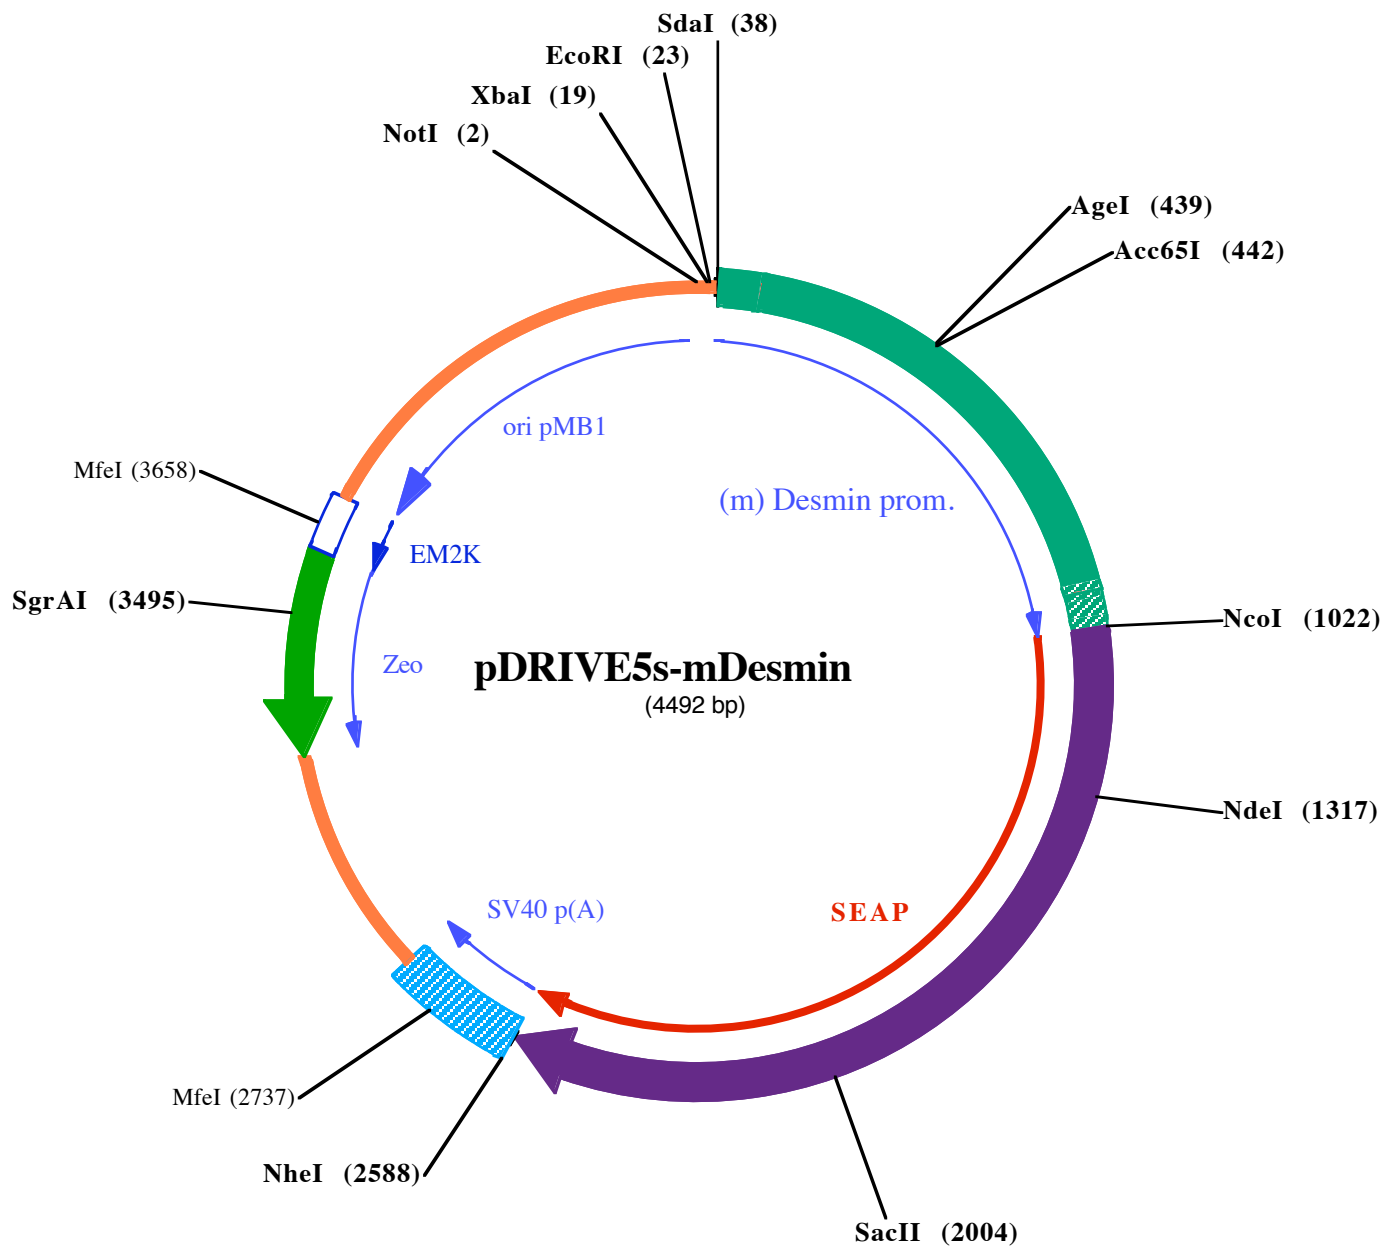 SdaI (38)
EcoRI (23)
XbaI (19)
NotI (2)
AgeI (439)
Acc65I (442)
ori pMB1
MfeI (3658)
(m) Desmin prom.
EM2K
SgrAI (3495)
NcoI (1022)
Zeo
pDRIVE5s-mDesmin
(4492 bp)
NdeI (1317)
SV40 p(A)
SEAP
MfeI (2737)
NheI (2588)
SacII (2004)